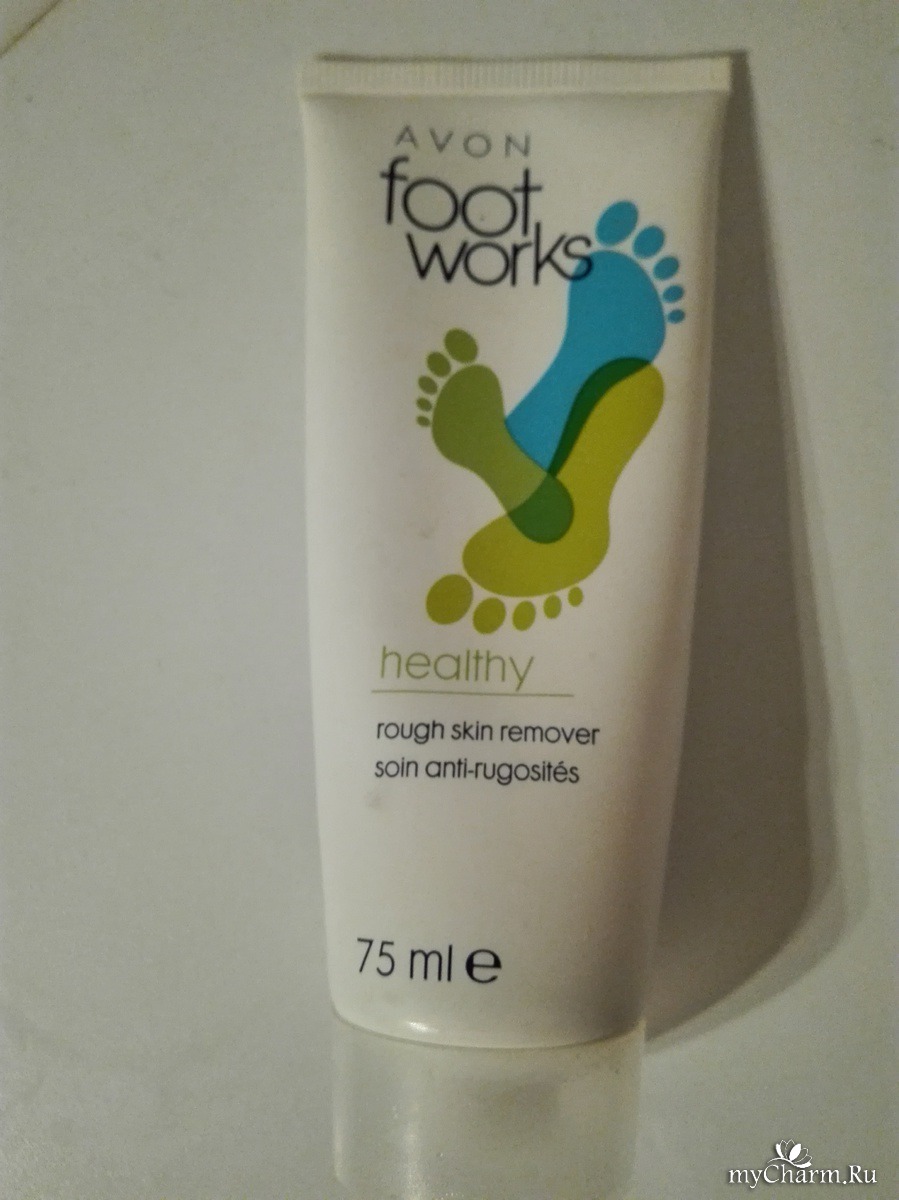 AVON
foot
works
healthy
rough skin remover
soin anti-rugosités
75 ml e
myCharm.Ru